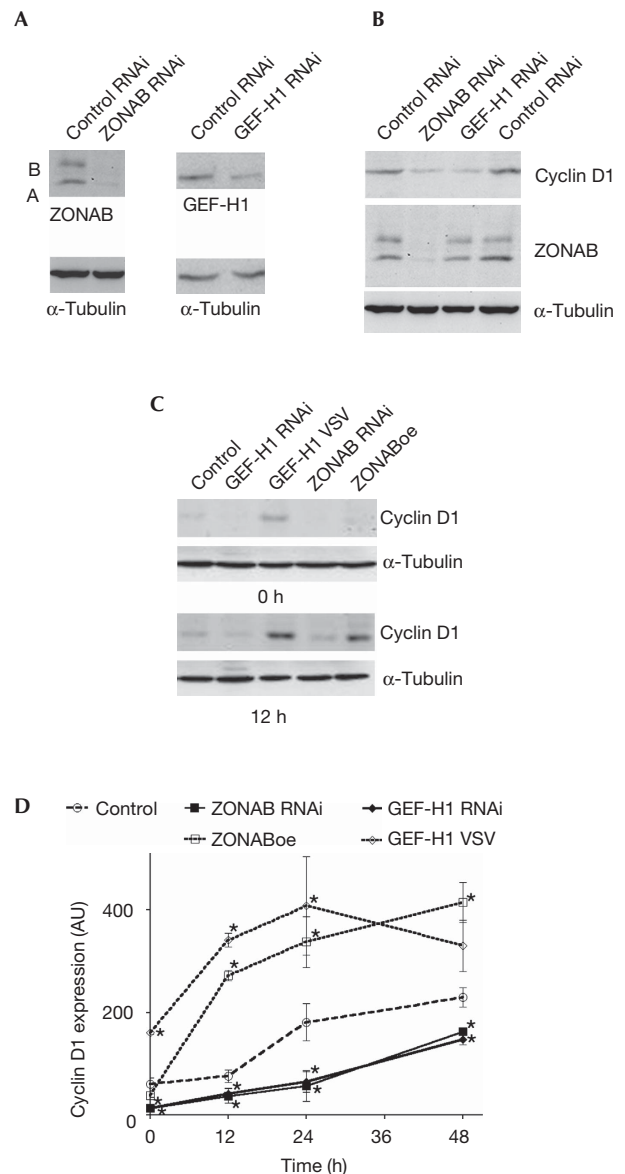 A
Control RNAi
ZONAB RNAi
Control RNAi
GEF-H1 RNAi
B
A
ZONAB
GEF-H1
α-Tubulin
α-Tubulin
B
Control RNAi
ZONAB RNAi
GEF-H1 RNAi
Control RNAi
Cyclin D1
ZONAB
α-Tubulin
C
Control
GEF-H1 RNAi
GEF-H1 VSV
ZONAB RNAi
ZONABoe
Cyclin D1
α-Tubulin
0 h
Cyclin D1
α-Tubulin
12 h
D
Control
ZONAB RNAi
GEF-H1 RNAi
ZONABoe
GEF-H1 VSV
Cyclin D1 expression (AU)
400
200
0
* * * * * * * * * * * * *
0 12 24 36 48
Time (h)